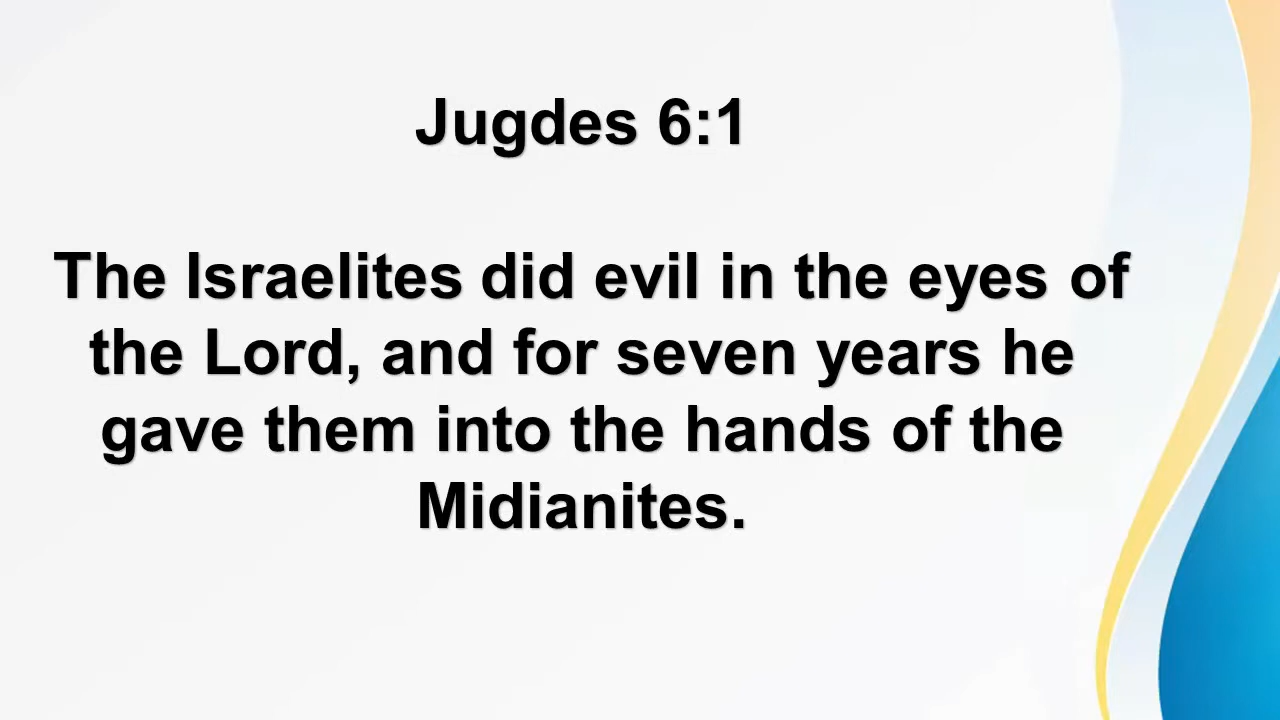 Jugdes 6:1
The Israelites did evil in the eyes of
the Lord, and for seven years he
gave them into the hands of the
Midianites.